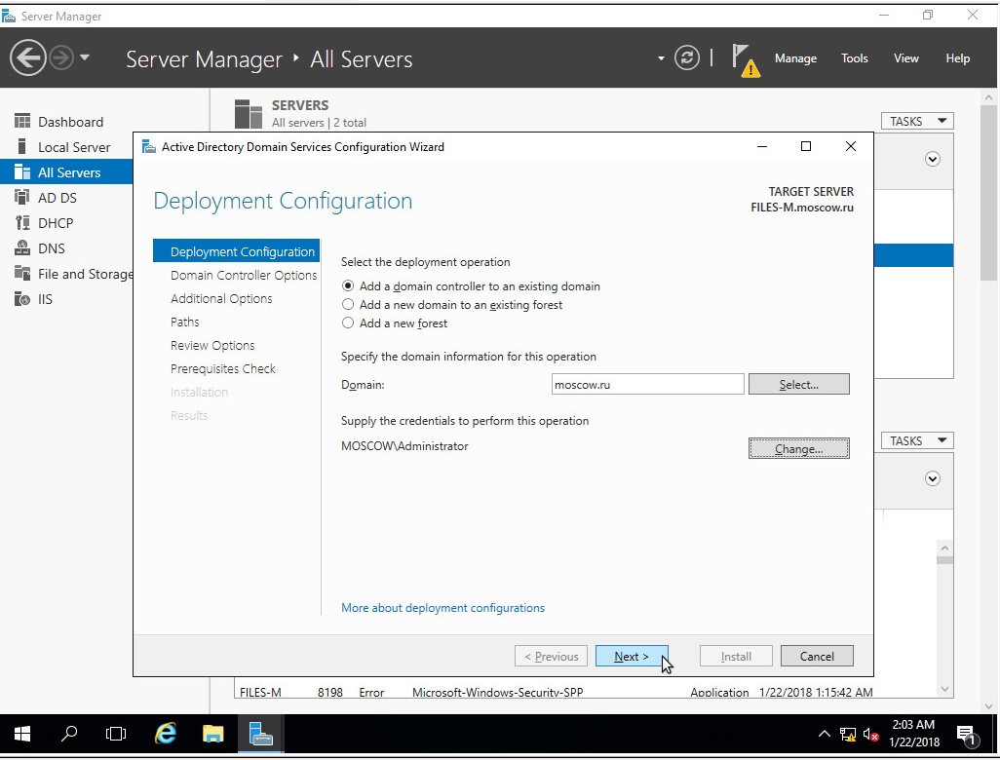 Server Manager
Server Manager ‣ All Servers
Manage Tools View Help
Dashboard
Local Server
All Servers
AD DS
DHCP
DNS
File and Storage
IIS
SERVERS
All servers | 2 total
TASKS
Active Directory Domain Services Configuration Wizard
Deployment Configuration
TARGET SERVER
FILES-M.moscow.ru
Deployment Configuration
Domain Controller Options
Additional Options
Paths
Review Options
Prerequisites Check
Installation
Results
Select the deployment operation
Add a domain controller to an existing domain
Add a new domain to an existing forest
Add a new forest
Specify the domain information for this operation
Domain: moscow.ru Select...
Supply the credentials to perform this operation
MOSCOW\Administrator Change...
More about deployment configurations
< Previous Next > Install Cancel
TASKS
FILES-M 8198 Error Microsoft-Windows-Security-SPP Application 1/22/2018 1:15:42 AM
2:03 AM
1/22/2018
1